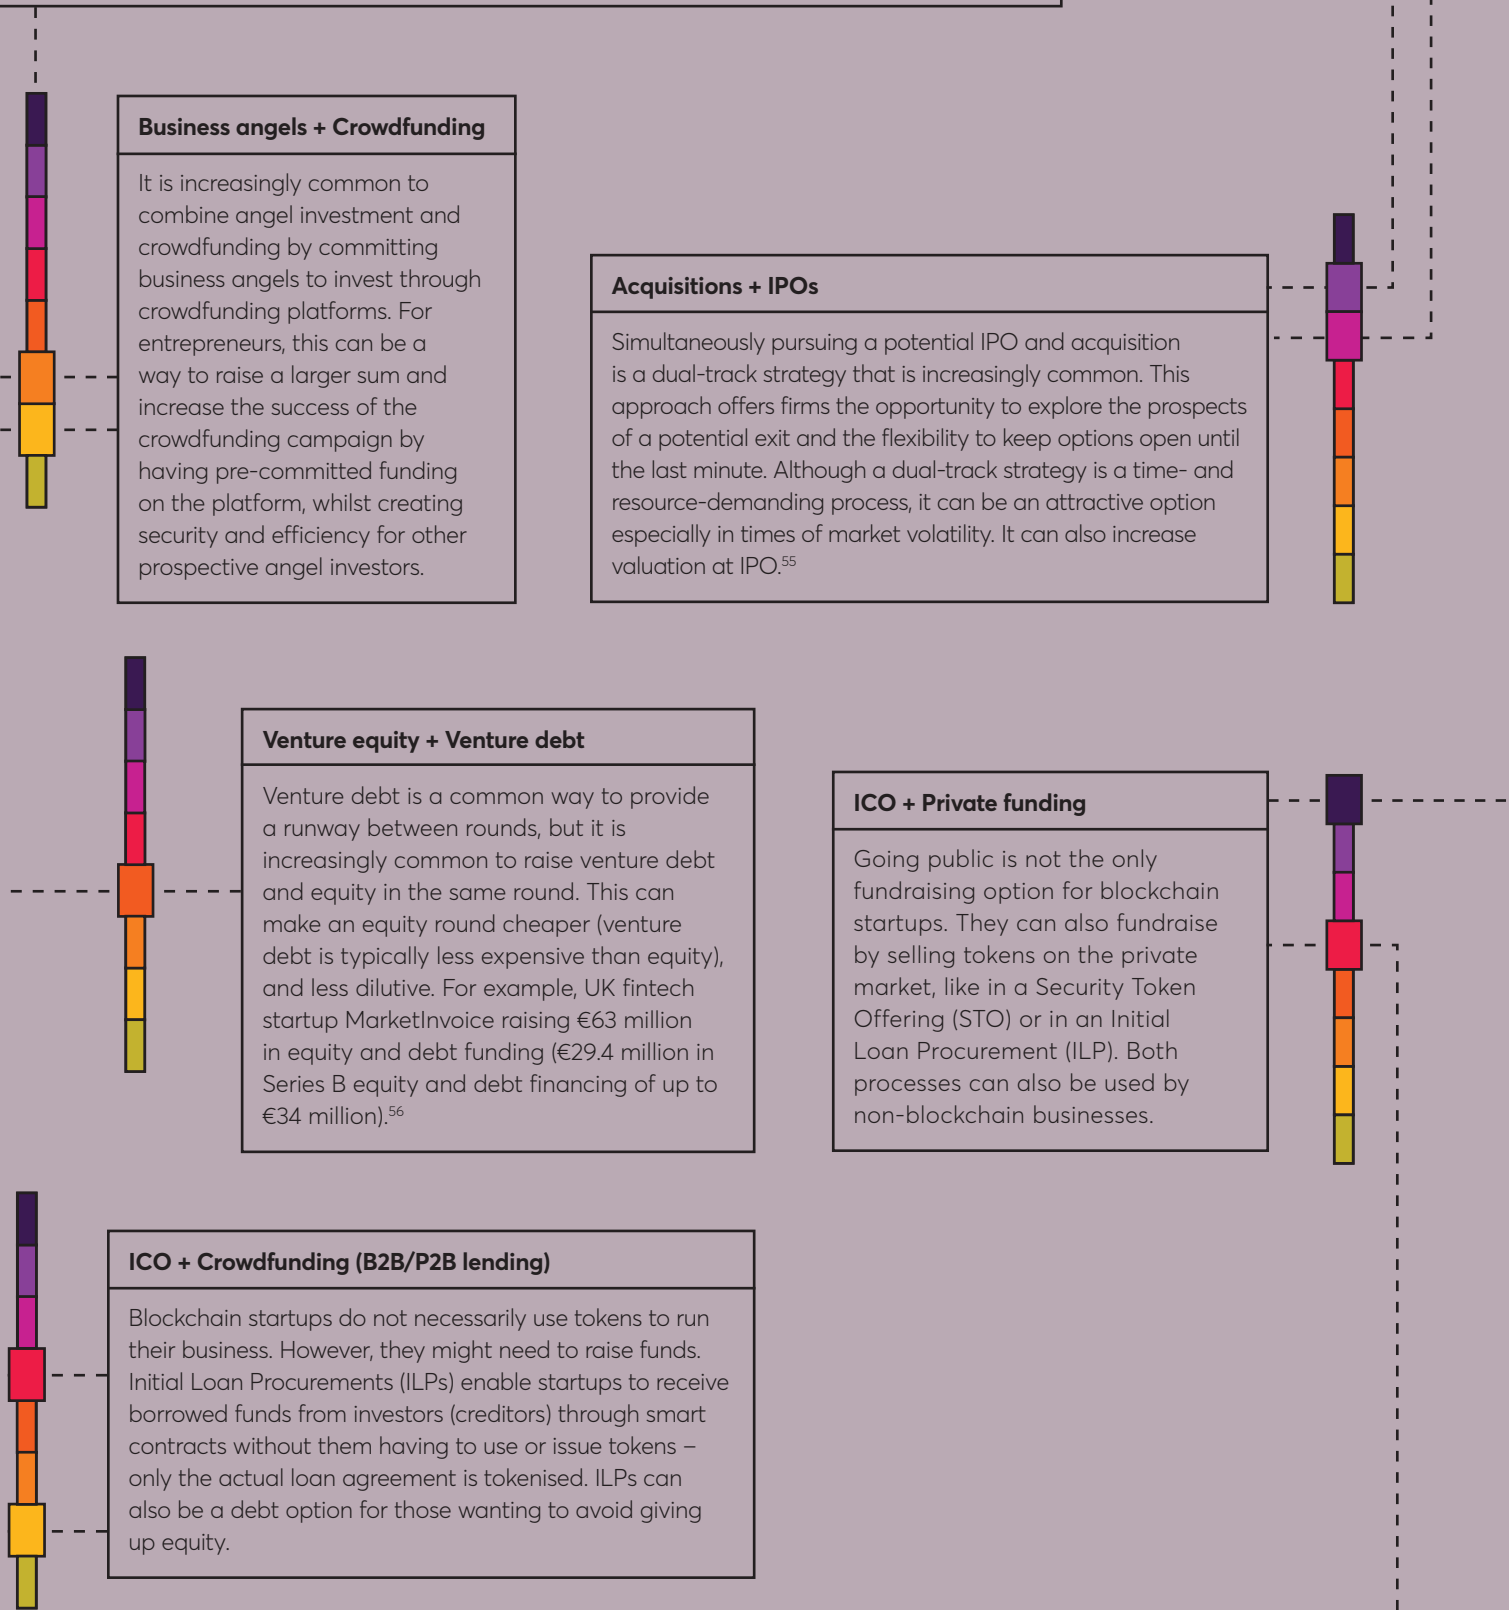 Business angels + Crowdfunding
It is increasingly common to
combine angel investment and
crowdfunding by committing
business angels to invest through
crowdfunding platforms. For
entrepreneurs, this can be a
way to raise a larger sum and
increase the success of the
crowdfunding campaign by
having pre-committed funding
on the platform, whilst creating
security and efficiency for other
prospective angel investors.
Acquisitions + IPOs
Simultaneously pursuing a potential IPO and acquisition
is a dual-track strategy that is increasingly common. This
approach offers firms the opportunity to explore the prospects
of a potential exit and the flexibility to keep options open until
the last minute. Although a dual-track strategy is a time- and
resource-demanding process, it can be an attractive option
especially in times of market volatility. It can also increase
valuation at IPO.55
Venture equity + Venture debt
Venture debt is a common way to provide
a runway between rounds, but it is
increasingly common to raise venture debt
and equity in the same round. This can
make an equity round cheaper (venture
debt is typically less expensive than equity),
and less dilutive. For example, UK fintech
startup MarketInvoice raising €63 million
in equity and debt funding (€29.4 million in
Series B equity and debt financing of up to
€34 million).56
ICO + Private funding
Going public is not the only
fundraising option for blockchain
startups. They can also fundraise
by selling tokens on the private
market, like in a Security Token
Offering (STO) or in an Initial
Loan Procurement (ILP). Both
processes can also be used by
non-blockchain businesses.
ICO + Crowdfunding (B2B/P2B lending)
Blockchain startups do not necessarily use tokens to run
their business. However, they might need to raise funds.
Initial Loan Procurements (ILPs) enable startups to receive
borrowed funds from investors (creditors) through smart
contracts without them having to use or issue tokens –
only the actual loan agreement is tokenised. ILPs can
also be a debt option for those wanting to avoid giving
up equity.